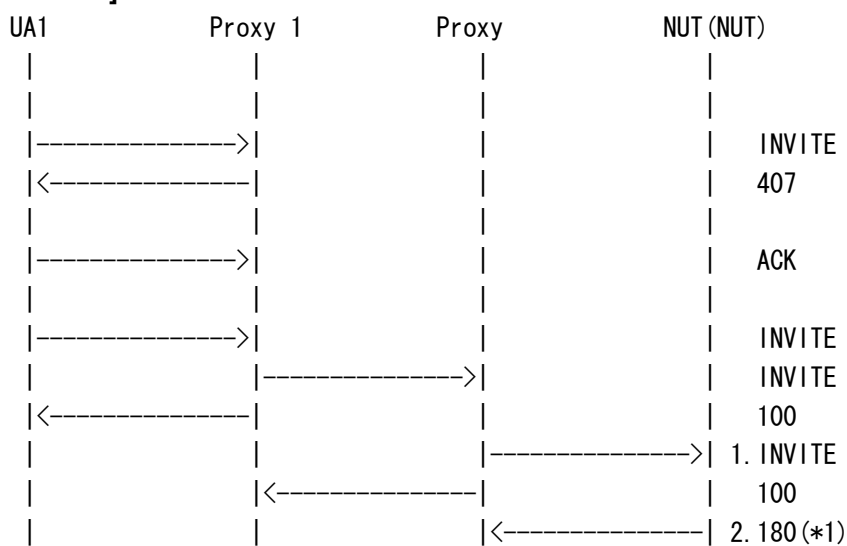 UA1 Proxy 1 Proxy NUT(NUT)
| | | |
| | | |
|-------------->| | | INVITE
|<--------------| | | 407
| | | |
|-------------->| | | ACK
| | | |
|-------------->| | | INVITE
| |-------------->| | INVITE
|<--------------| | | 100
| | |-------------->| 1.INVITE
| |<--------------| | 100
| | |<--------------| 2.180(*1)